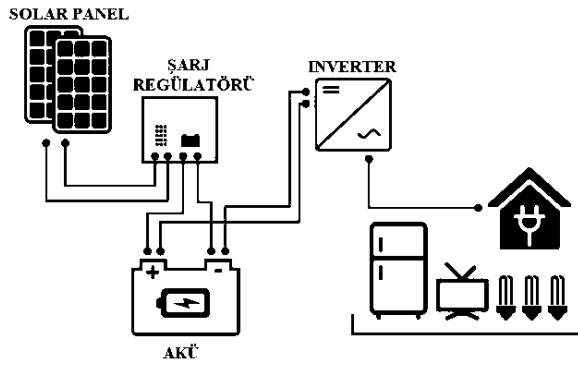 SOLAR PANEL
ŞARJ
REGÜLATÖRÜ
INVERTER
+ -
AKÜ